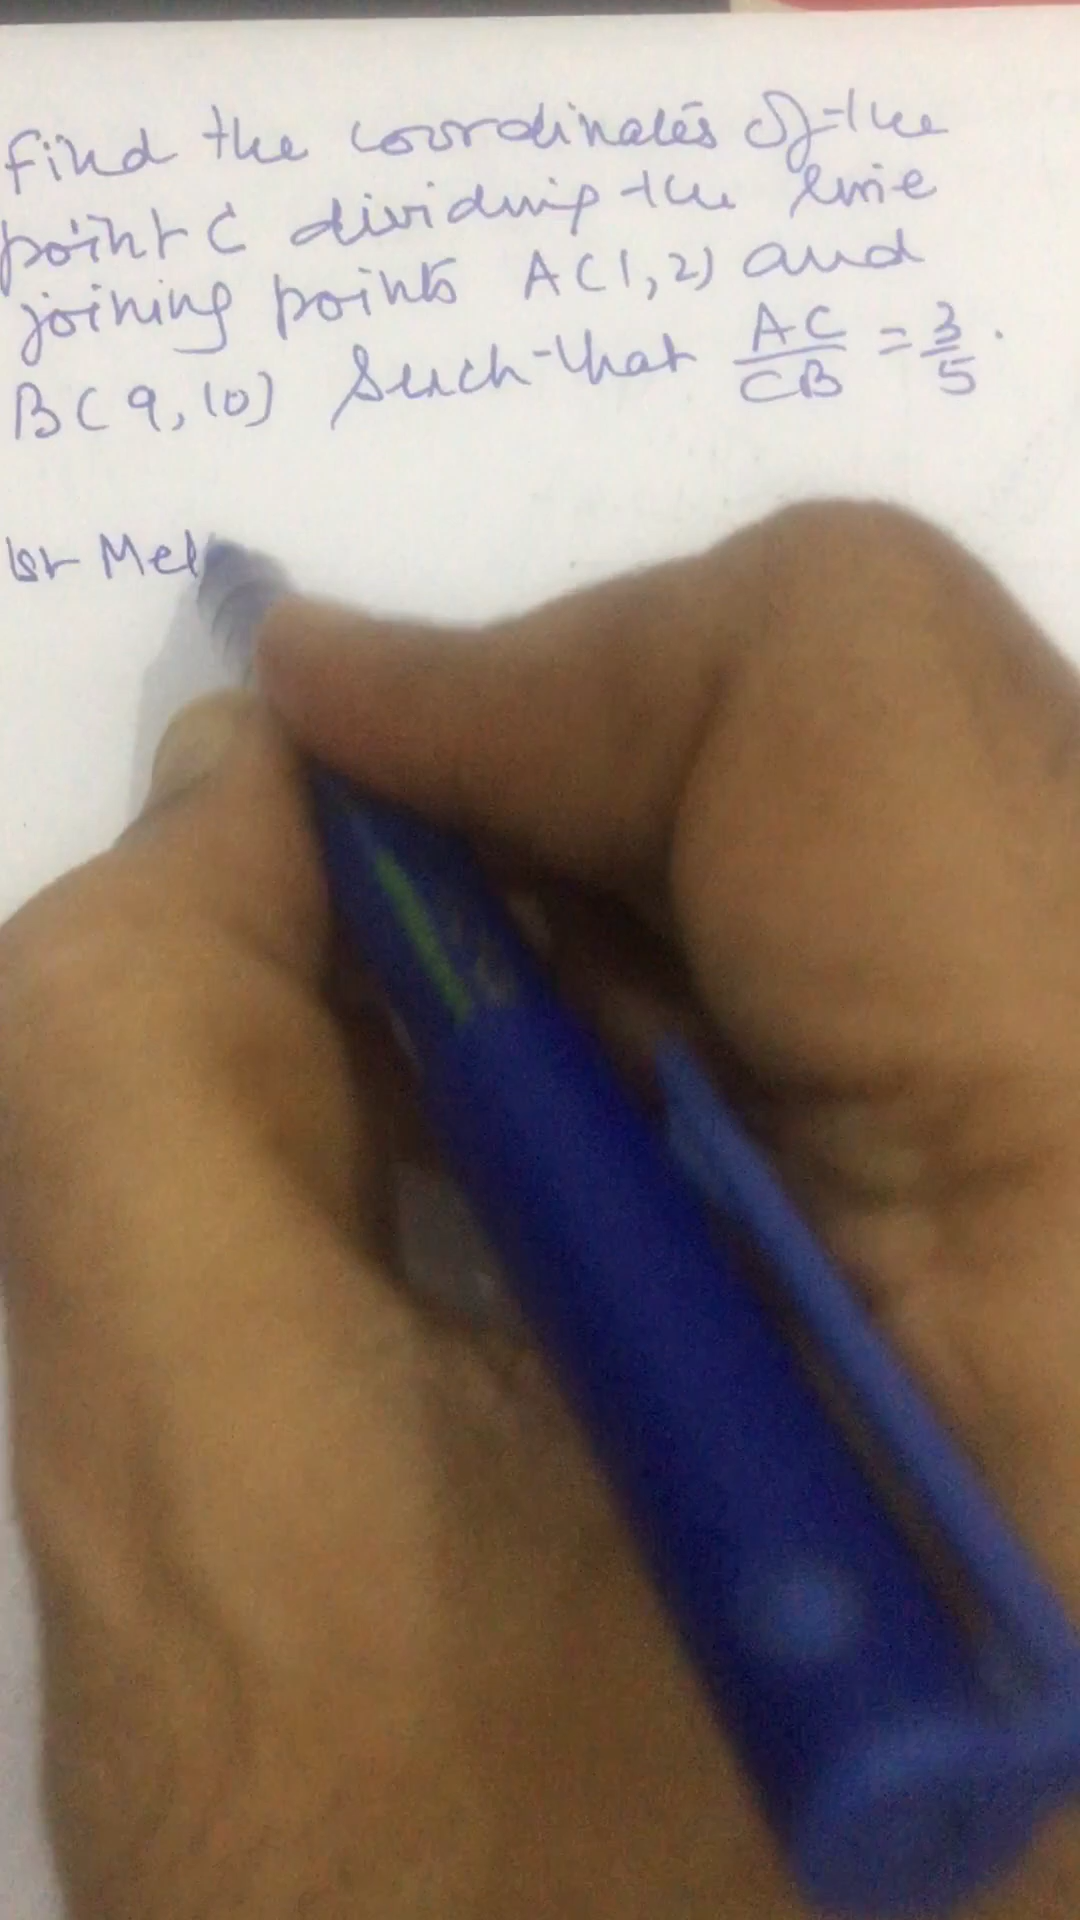 Find the coordinates of the
point C dividing the line
joining points A(1,2) and
B(9,10) such that AC/CB = 3/5.
Ist Met